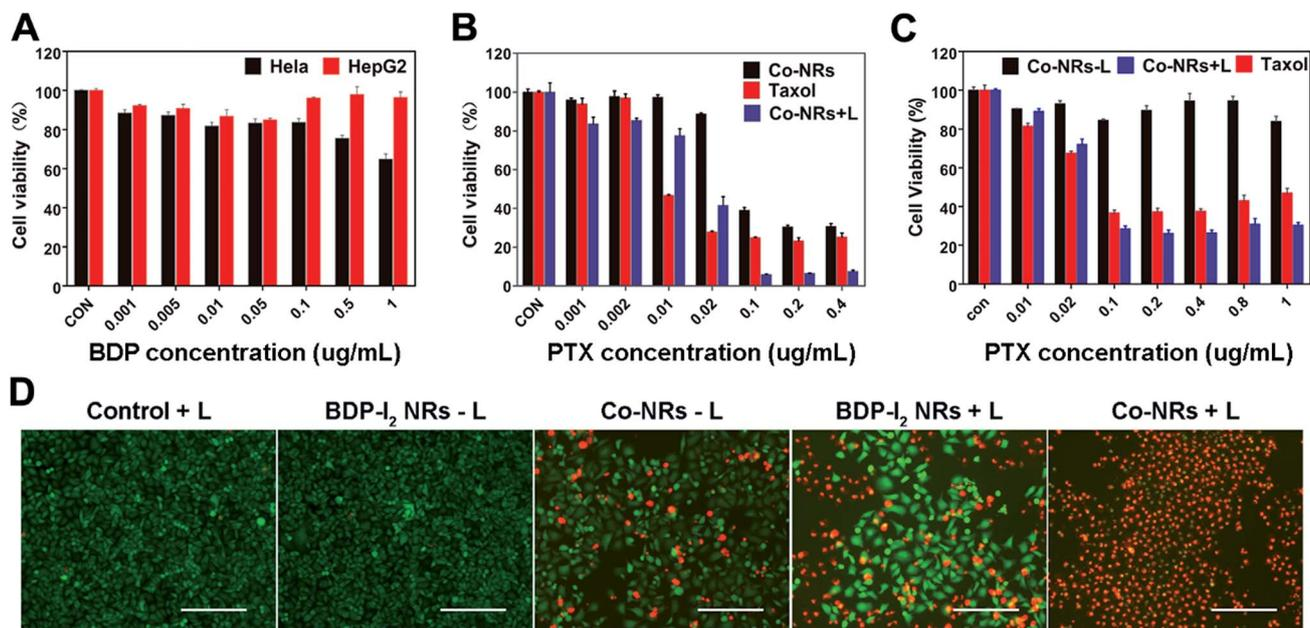 A
120
100
80
60
40
20
0
Cell viability (%)
Hela HepG2
CON 0.001 0.005 0.01 0.05 0.1 0.5 1
BDP concentration (ug/mL)
B
120
100
80
60
40
20
0
Cell viability (%)
Co-NRs
Taxol
Co-NRs+L
CON 0.001 0.002 0.01 0.02 0.1 0.2 0.4
PTX concentration (ug/mL)
C
120
100
80
60
40
20
0
Cell Viability (%)
Co-NRs-L Co-NRs+L Taxol
con 0.01 0.02 0.1 0.2 0.4 0.8 1
PTX concentration (ug/mL)
D
Control + L BDP-I₂ NRs - L Co-NRs - L BDP-I₂ NRs + L Co-NRs + L